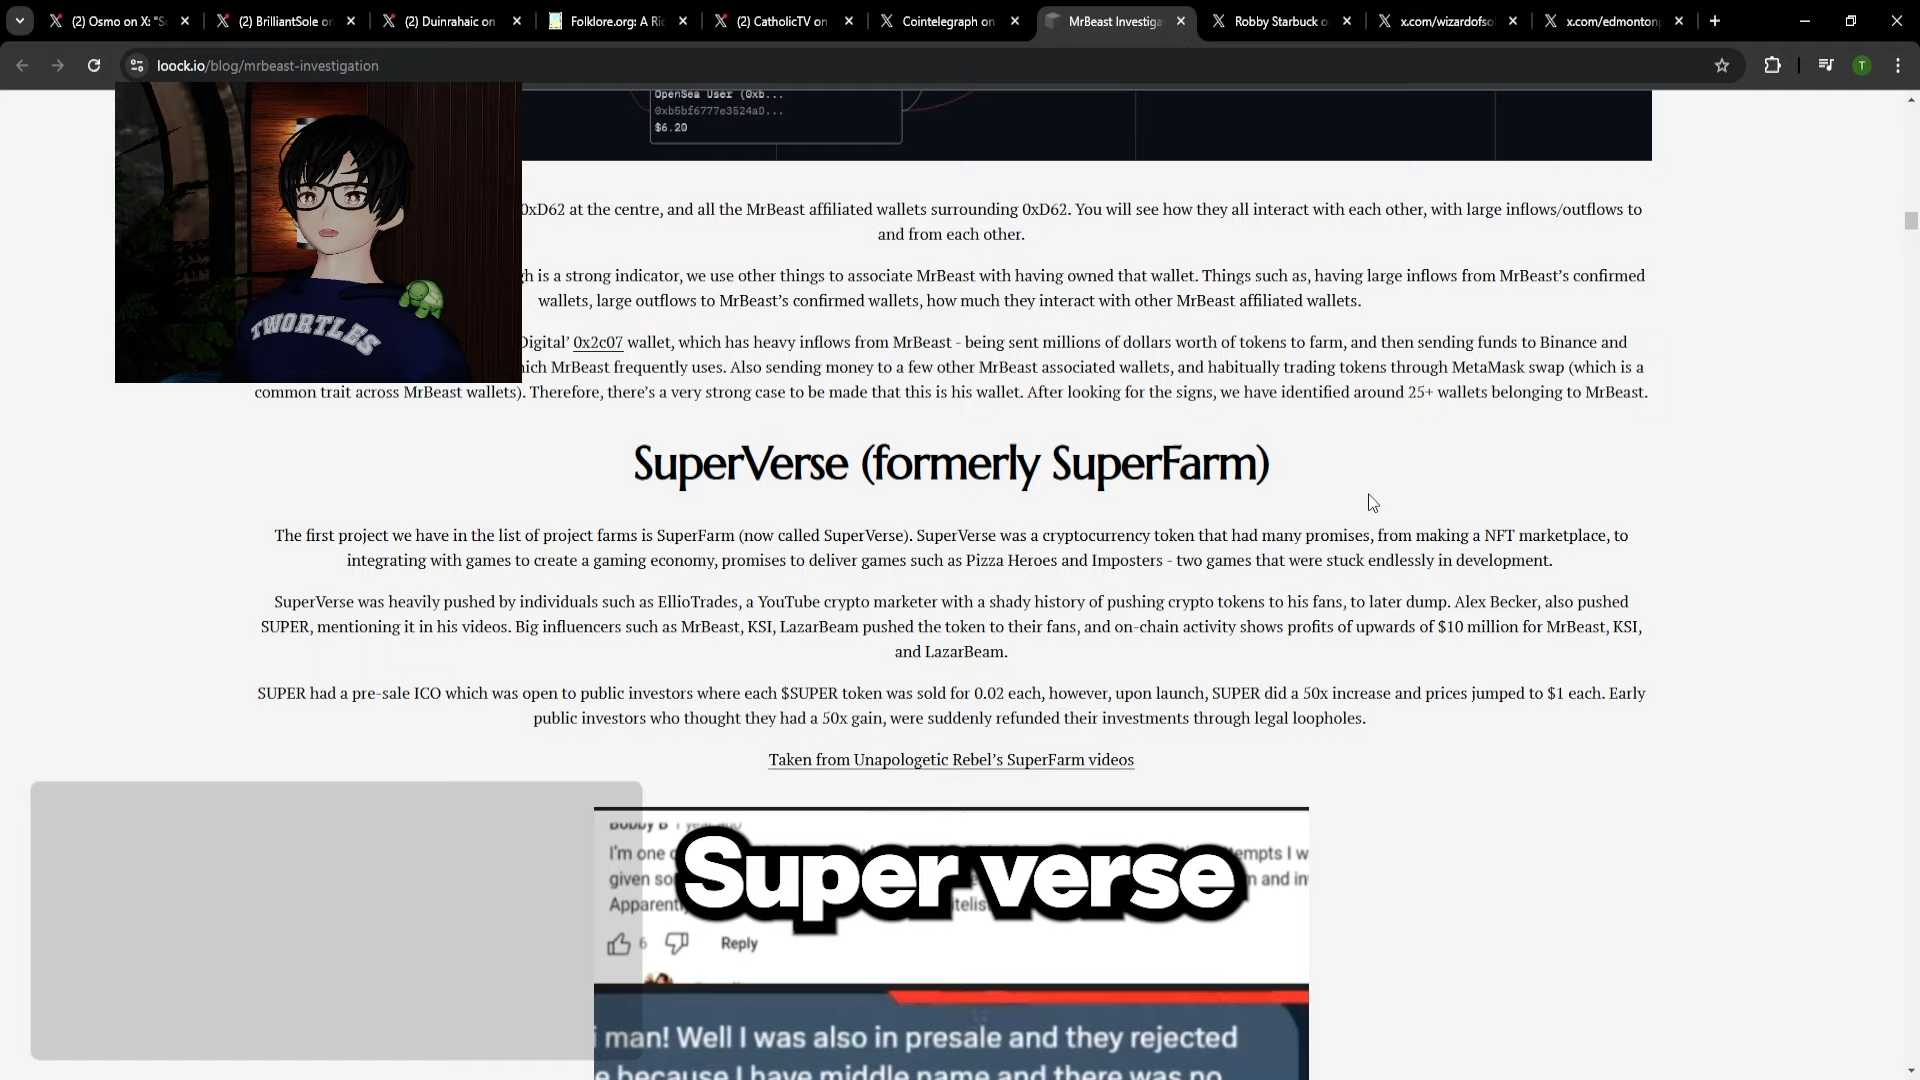 (2) Osmo on X: "S
(2) BrilliantSole or
(2) Duinrahaic on
Folklore.org: A Ri
(2) CatholicTV on
Cointelegraph on
MrBeast Investiga
Robby Starbuck o
x.com/wizardofso
x.com/edmontonp
loock.io/blog/mrbeast-investigation
T
OpenSea User (0xb...
0xb5bf6777e3524aD...
$6.20
TWORTLES
0xD62 at the centre, and all the MrBeast affiliated wallets surrounding 0xD62. You will see how they all interact with each other, with large inflows/outflows to
and from each other.
gh is a strong indicator, we use other things to associate MrBeast with having owned that wallet. Things such as, having large inflows from MrBeast's confirmed
wallets, large outflows to MrBeast's confirmed wallets, how much they interact with other MrBeast affiliated wallets.
Digital' 0x2c07 wallet, which has heavy inflows from MrBeast - being sent millions of dollars worth of tokens to farm, and then sending funds to Binance and
ich MrBeast frequently uses. Also sending money to a few other MrBeast associated wallets, and habitually trading tokens through MetaMask swap (which is a
common trait across MrBeast wallets). Therefore, there's a very strong case to be made that this is his wallet. After looking for the signs, we have identified around 25+ wallets belonging to MrBeast.
SuperVerse (formerly SuperFarm)
The first project we have in the list of project farms is SuperFarm (now called SuperVerse). SuperVerse was a cryptocurrency token that had many promises, from making a NFT marketplace, to
integrating with games to create a gaming economy, promises to deliver games such as Pizza Heroes and Imposters - two games that were stuck endlessly in development.
SuperVerse was heavily pushed by individuals such as EllioTrades, a YouTube crypto marketer with a shady history of pushing crypto tokens to his fans, to later dump. Alex Becker, also pushed
SUPER, mentioning it in his videos. Big influencers such as MrBeast, KSI, LazarBeam pushed the token to their fans, and on-chain activity shows profits of upwards of $10 million for MrBeast, KSI,
and LazarBeam.
SUPER had a pre-sale ICO which was open to public investors where each $SUPER token was sold for 0.02 each, however, upon launch, SUPER did a 50x increase and prices jumped to $1 each. Early
public investors who thought they had a 50x gain, were suddenly refunded their investments through legal loopholes.
Taken from Unapologetic Rebel's SuperFarm videos
Bobby B 1 year ago
I'm one empts I w
given so and in
Apparent
Super verse
6 Reply
i man! Well I was also in presale and they rejected
e because I have middle name and there was no